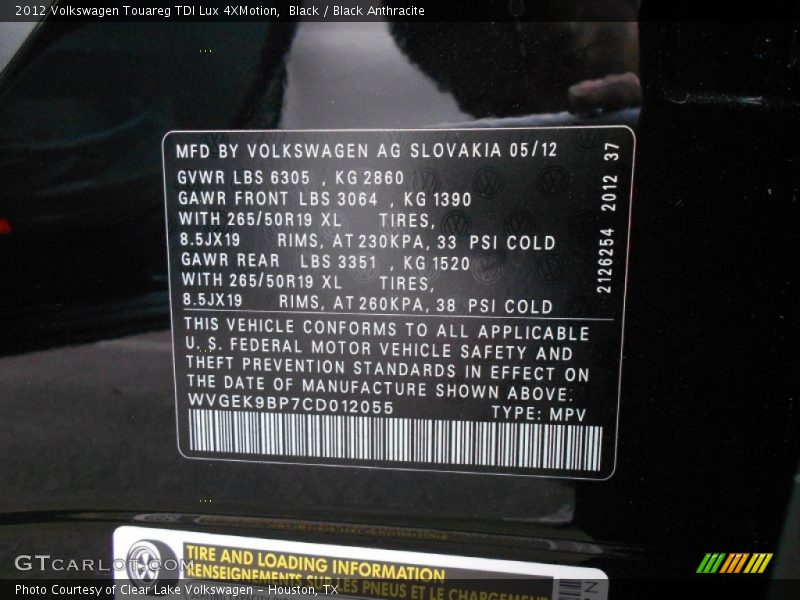 2012 Volkswagen Touareg TDI Lux 4XMotion, Black / Black Anthracite
MFD BY VOLKSWAGEN AG SLOVAKIA 05/12
GVWR LBS 6305 , KG 2860
GAWR FRONT LBS 3064 , KG 1390
WITH 265/50R19 XL TIRES,
8.5JX19 RIMS, AT 230KPA, 33 PSI COLD
GAWR REAR LBS 3351 , KG 1520
WITH 265/50R19 XL TIRES,
8.5JX19 RIMS, AT 260KPA, 38 PSI COLD
2126254 2012 37
THIS VEHICLE CONFORMS TO ALL APPLICABLE
U. S. FEDERAL MOTOR VEHICLE SAFETY AND
THEFT PREVENTION STANDARDS IN EFFECT ON
THE DATE OF MANUFACTURE SHOWN ABOVE:
WVGEK9BP7CD012055 TYPE: MPV
TIRE AND LOADING INFORMATION
RENSEIGNEMENTS SUR LES PNEUS ET LE CHARGEMENT
GTCARLOT.COM
Photo Courtesy of Clear Lake Volkswagen - Houston, TX